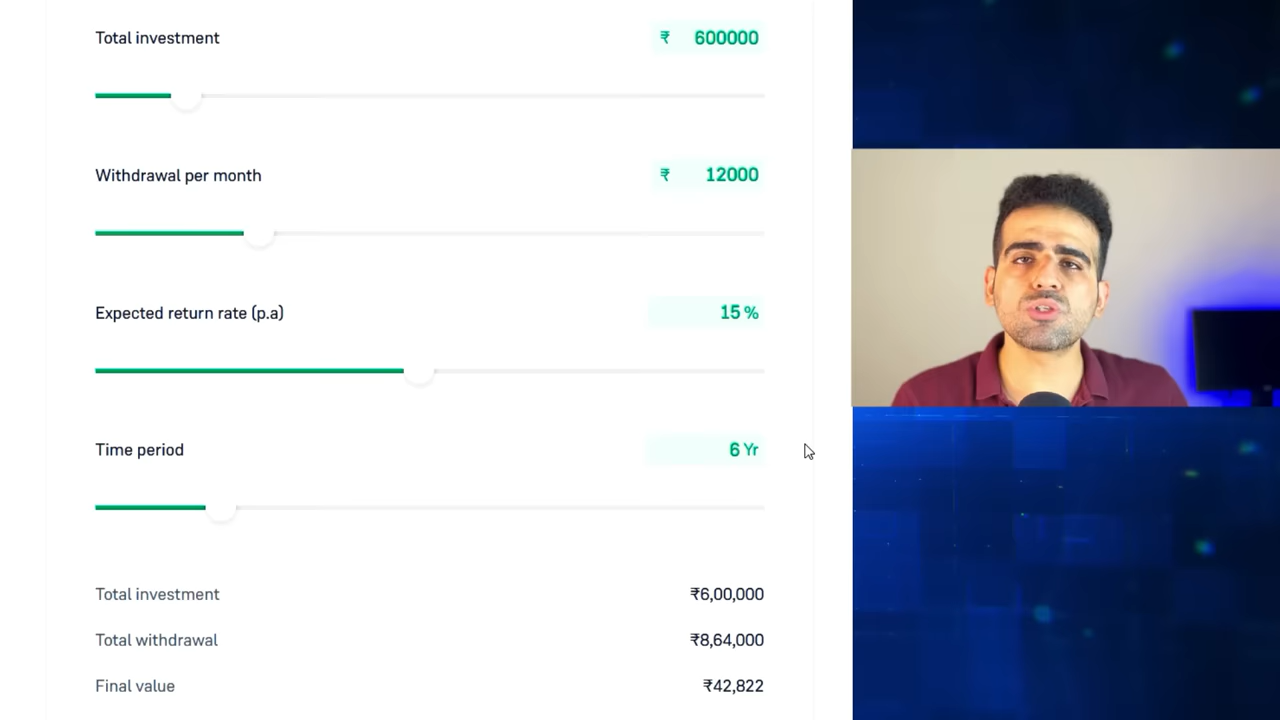 Total investment ₹ 600000
Withdrawal per month ₹ 12000
Expected return rate (p.a) 15 %
Time period 6 Yr
Total investment ₹6,00,000
Total withdrawal ₹8,64,000
Final value ₹42,822